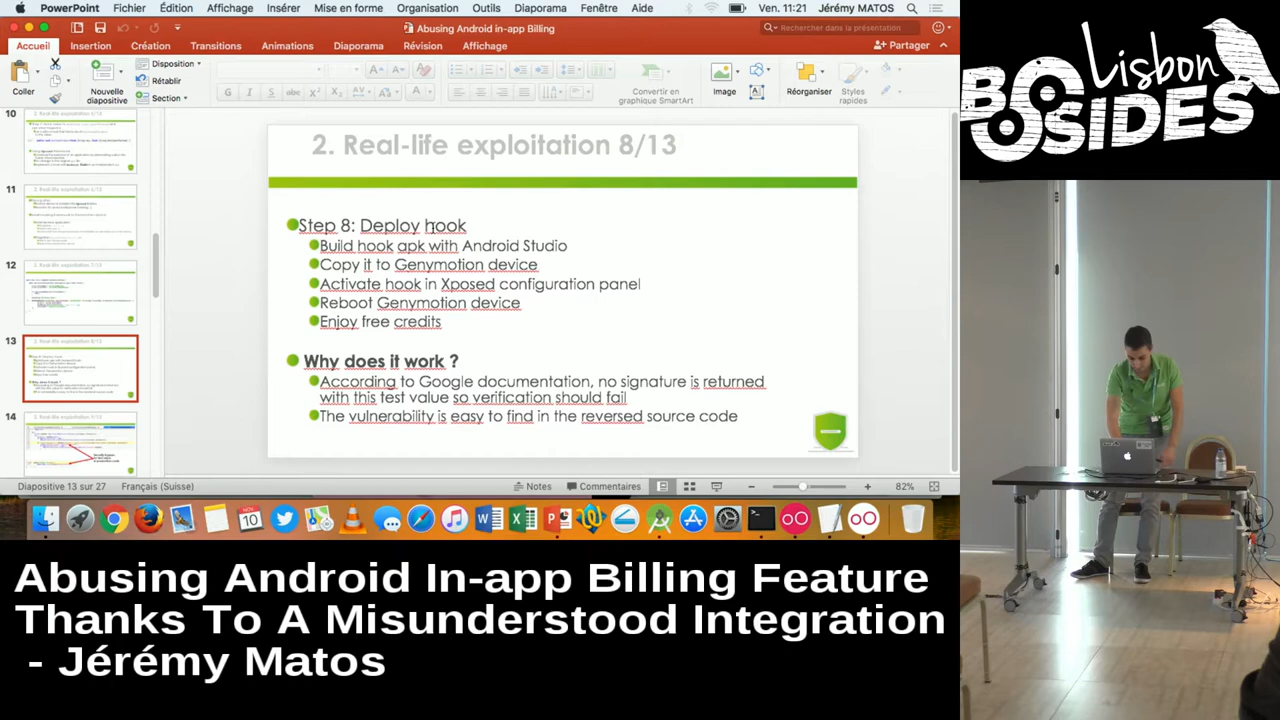 PowerPoint Fichier Édition Affichage Insérer Mise en forme Organisation Outils Diaporama Fenêtre Aide Ven. 11:21 Jérémy MATOS
Abusing Android in-app Billing
Rechercher dans la présentation
Accueil Insertion Création Transitions Animations Diaporama Révision Affichage Partager
Coller
Nouvelle diapositive
Disposition
Rétablir
Section
Convertir en graphique SmartArt
Image
Réorganiser
Styles rapides
10
11
12
13
14
2. Real-life exploitation 8/13
Step 8: Deploy hook
Build hook apk with Android Studio
Copy it to Genymotion device
Activate hook in Xposed configuration panel
Reboot Genymotion device
Enjoy free credits
Why does it work ?
According to Google documentation, no signature is returned
with this test value so verification should fail
The vulnerability is easy to find in the reversed source code
Diapositive 13 sur 27 Français (Suisse) Notes Commentaires 82%
NOV
10
Abusing Android In-app Billing Feature
Thanks To A Misunderstood Integration
- Jérémy Matos
Lisbon
BSIDES